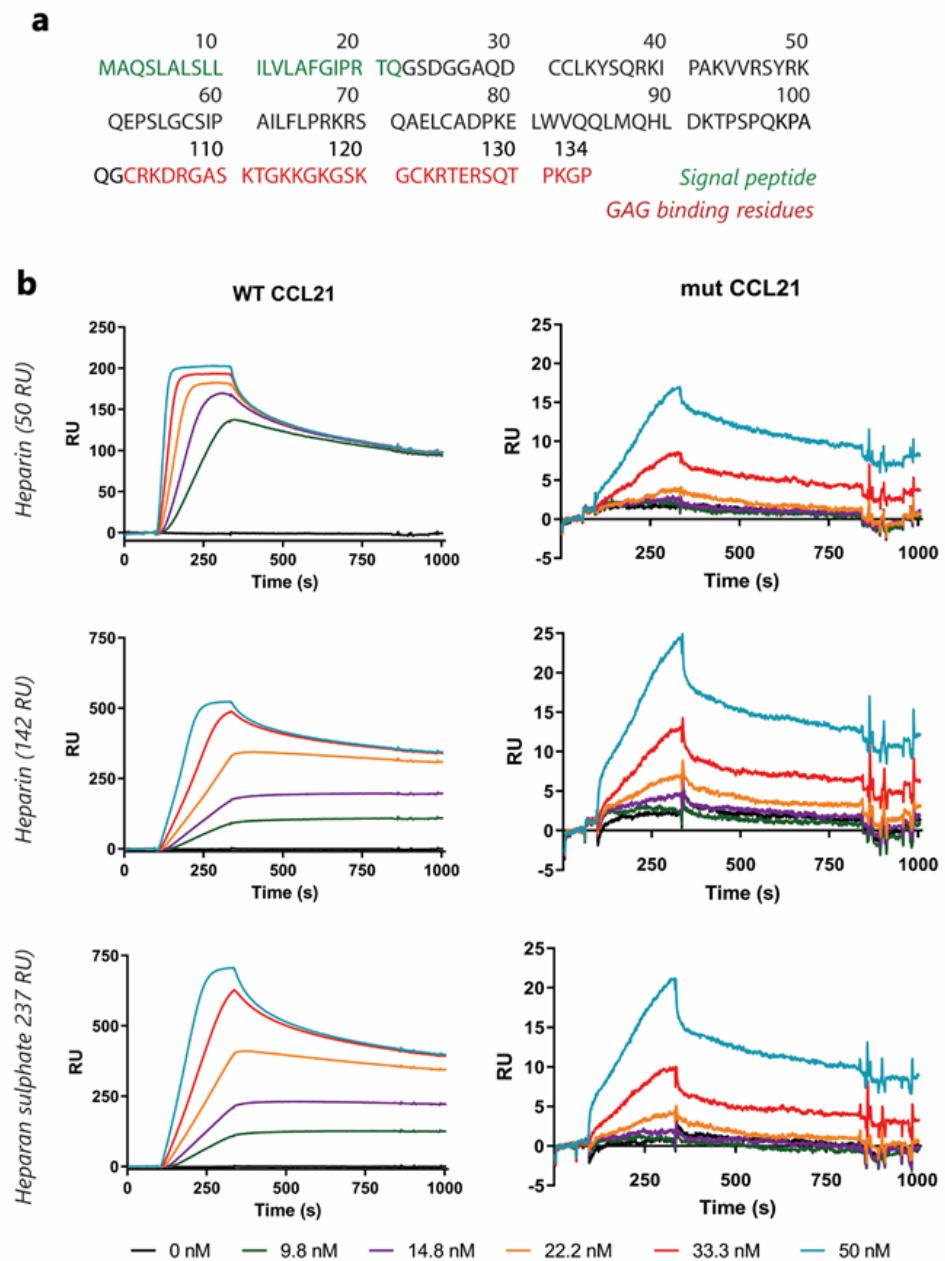 a
10 20 30 40 50
MAQSLALSLL ILVLAFGIPR TQGSDGGAQD CCLKYSQRKI PAKVVRSYRK
60 70 80 90 100
QEPSLGCSIP AILFLPRKRS QAELCADPKE LWVQQLMQHL DKTPSPQKPA
110 120 130 134
QGCRKDRGAS KTGKKGKGSK GCKRTERSQT PKGP Signal peptide
GAG binding residues
b
WT CCL21 mut CCL21
Heparin (50 RU)
RU
250
200
150
100
50
0
0 250 500 750 1000
Time (s)
RU
25
20
15
10
5
0
-5
250 500 750 1000
Time (s)
Heparin (142 RU)
RU
750
500
250
0
0 250 500 750 1000
Time (s)
RU
25
20
15
10
5
0
-5
250 500 750 1000
Time (s)
Heparan sulphate 237 RU)
RU
750
500
250
0
0 250 500 750 1000
Time (s)
RU
25
20
15
10
5
0
-5
250 500 750 1000
Time (s)
0 nM 9.8 nM 14.8 nM 22.2 nM 33.3 nM 50 nM